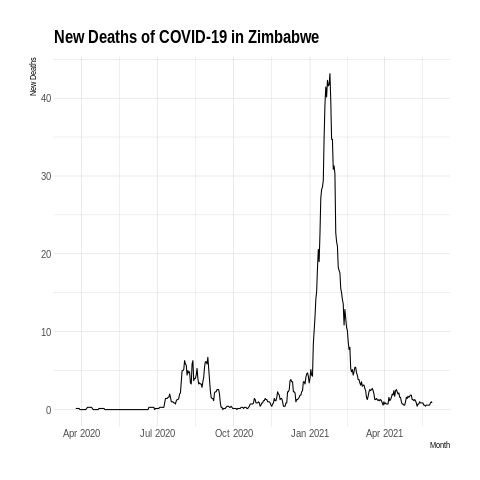 New Deaths of COVID-19 in Zimbabwe
New Deaths
40
30
20
10
0
Apr 2020 Jul 2020 Oct 2020 Jan 2021 Apr 2021
Month